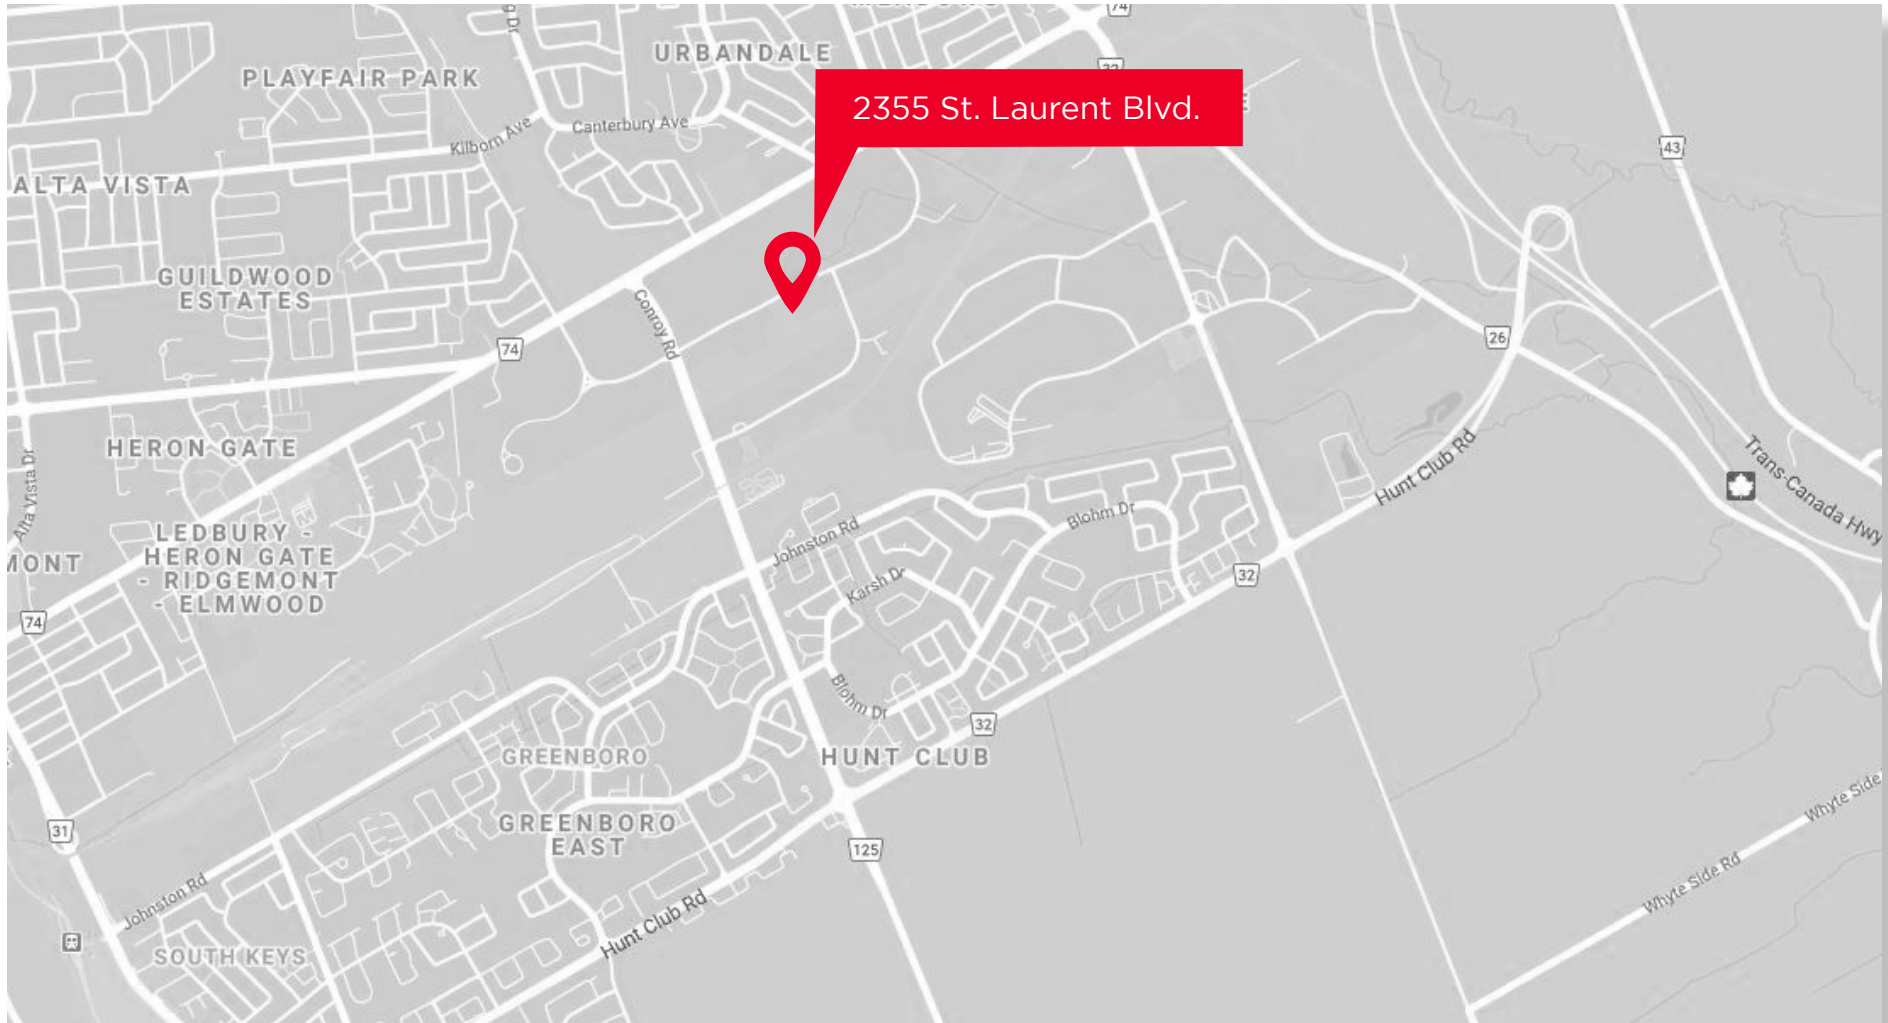 74
URBANDALE
PLAYFAIR PARK
32
2355 St. Laurent Blvd.
Canterbury Ave
Kilborn Ave
43
ALTA VISTA
GUILDWOOD
ESTATES
Conroy Rd
26
74
HERON GATE
Alta Vista Dr
Hunt Club Rd
Trans-Canada Hwy
Blohm Dr
LEDBURY -
HERON GATE
- RIDGEMONT
- ELMWOOD
Johnston Rd
MONT
32
Karsh Dr
74
Blohm Dr
32
GREENBORO
HUNT CLUB
Whyte Side
GREENBORO
EAST
31
125
Whyte Side Rd
Johnston Rd
Hunt Club Rd
SOUTH KEYS